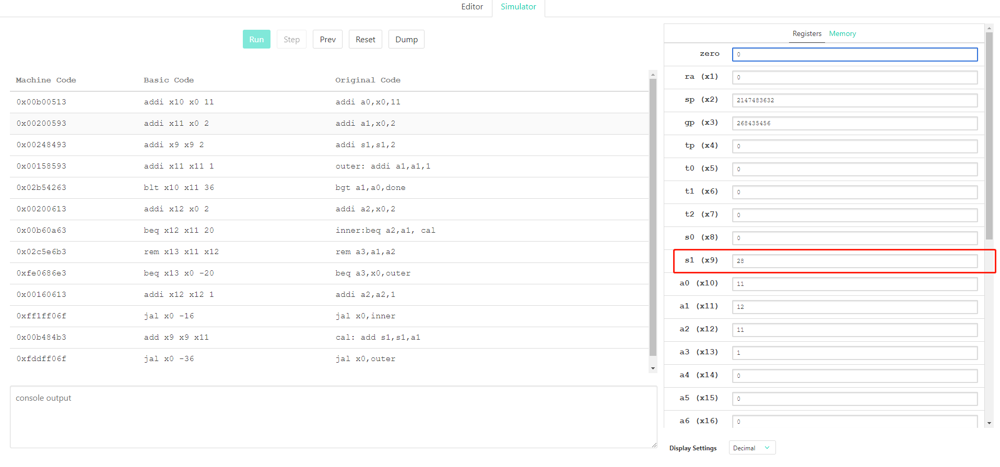 Editor Simulator
Run Step Prev Reset Dump
Machine Code Basic Code Original Code
0x00b00513 addi x10 x0 11 addi a0,x0,11
0x00200593 addi x11 x0 2 addi a1,x0,2
0x00248493 addi x9 x9 2 addi s1,s1,2
0x00158593 addi x11 x11 1 outer: addi a1,a1,1
0x02b54263 blt x10 x11 36 bgt a1,a0,done
0x00200613 addi x12 x0 2 addi a2,x0,2
0x00b60a63 beq x12 x11 20 inner:beq a2,a1, cal
0x02c5e6b3 rem x13 x11 x12 rem a3,a1,a2
0xfe0686e3 beq x13 x0 -20 beq a3,x0,outer
0x00160613 addi x12 x12 1 addi a2,a2,1
0xff1ff06f jal x0 -16 jal x0,inner
0x00b484b3 add x9 x9 x11 cal: add s1,s1,a1
0xfddff06f jal x0 -36 jal x0,outer
console output
Registers Memory
zero 0
ra (x1) 0
sp (x2) 2147483632
gp (x3) 268435456
tp (x4) 0
t0 (x5) 0
t1 (x6) 0
t2 (x7) 0
s0 (x8) 0
s1 (x9) 28
a0 (x10) 11
a1 (x11) 12
a2 (x12) 11
a3 (x13) 1
a4 (x14) 0
a5 (x15) 0
a6 (x16) 0
Display Settings Decimal